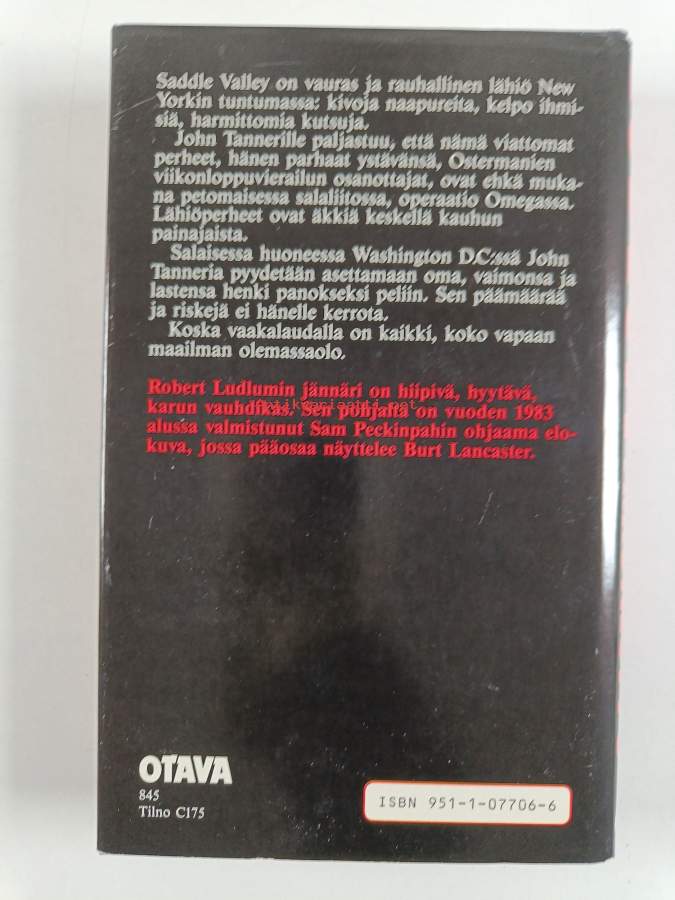 Saddle Valley on vauras ja rauhallinen lähiö New
Yorkin tuntumassa: kivoja naapureita, kelpo ihmi-
siä, harmittomia kutsuja.
John Tannerille paljastuu, että nämä viattomat
perheet, hänen parhaat ystävänsä, Ostermanien
viikonloppuvierailun osanottajat, ovat ehkä muka-
na petomaisessa salaliitossa, operaatio Omegassa.
Lähiöperheet ovat äkkiä keskellä kauhun
painajaista.
Salaisessa huoneessa Washington D.C:ssä John
Tanneria pyydetään asettamaan oma, vaimonsa ja
lastensa henki panokseksi peliin. Sen päämäärää
ja riskejä ei hänelle kerrota.
Koska vaakalaudalla on kaikki, koko vapaan
maailman olemassaolo.
Robert Ludlumin jännäri on hiipivä, hyytävä,
karun vauhdikas. Sen pohjalta on vuoden 1983
alussa valmistunut Sam Peckinpahin ohjaama elo-
kuva, jossa pääosaa näyttelee Burt Lancaster.
OTAVA
845
Tilno C175
ISBN 951-1-07706-6